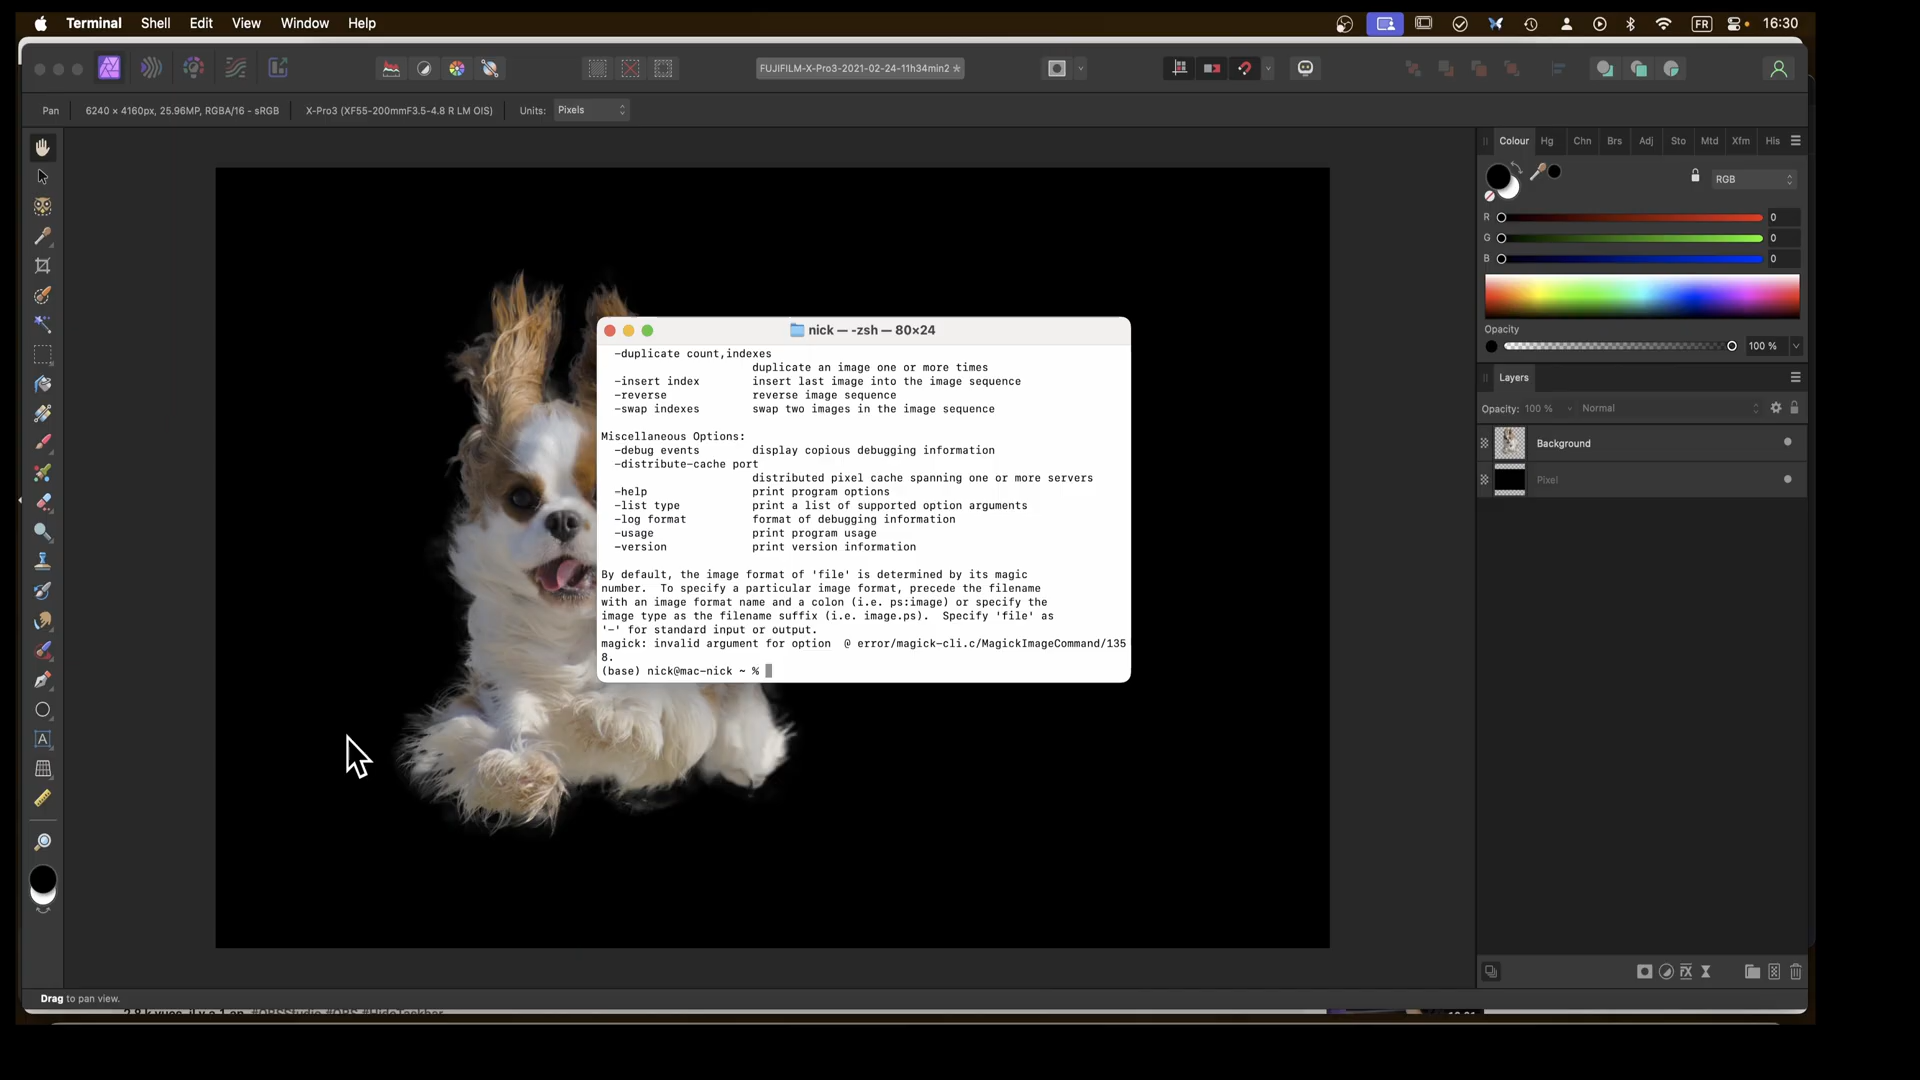 Terminal Shell Edit View Window Help FR 16:30
FUJIFILM-X-Pro3-2021-02-24-11h34min2 *
Pan 6240 × 4160px, 25.96MP, RGBA/16 - sRGB X-Pro3 (XF55-200mmF3.5-4.8 R LM OIS) Units: Pixels
Colour Hg Chn Brs Adj Sto Mtd Xfm His
RGB
R 0
G 0
B 0
Opacity
100 %
Layers
Opacity: 100 % Normal
Background
Pixel
nick — -zsh — 80×24
-duplicate count,indexes
duplicate an image one or more times
-insert index insert last image into the image sequence
-reverse reverse image sequence
-swap indexes swap two images in the image sequence
Miscellaneous Options:
-debug events display copious debugging information
-distribute-cache port
distributed pixel cache spanning one or more servers
-help print program options
-list type print a list of supported option arguments
-log format format of debugging information
-usage print program usage
-version print version information
By default, the image format of 'file' is determined by its magic
number. To specify a particular image format, precede the filename
with an image format name and a colon (i.e. ps:image) or specify the
image type as the filename suffix (i.e. image.ps). Specify 'file' as
'-' for standard input or output.
magick: invalid argument for option @ error/magick-cli.c/MagickImageCommand/135
8.
(base) nick@mac-nick ~ %
A
Drag to pan view.